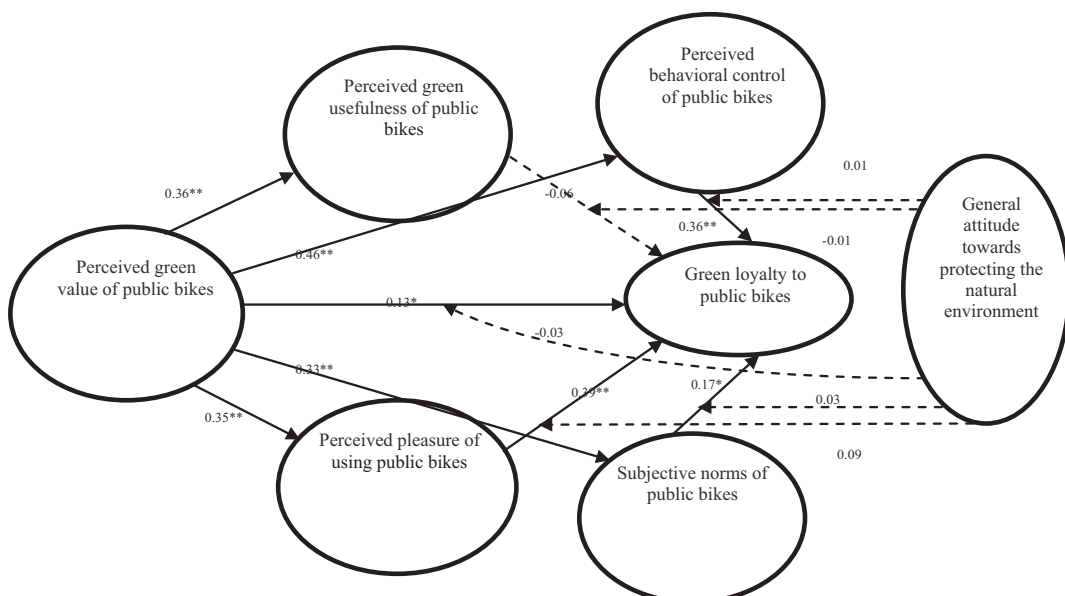 Perceived
behavioral control
of public bikes
Perceived green
usefulness of public
bikes
0.01
0.36**
-0.06
General
attitude
towards
protecting the
natural
environment
0.36**
-0.01
0.46**
Perceived green
value of public bikes
Green loyalty to
public bikes
0.13*
-0.03
0.33**
0.39**
0.17*
0.03
0.35**
Perceived pleasure of
using public bikes
0.09
Subjective norms of
public bikes